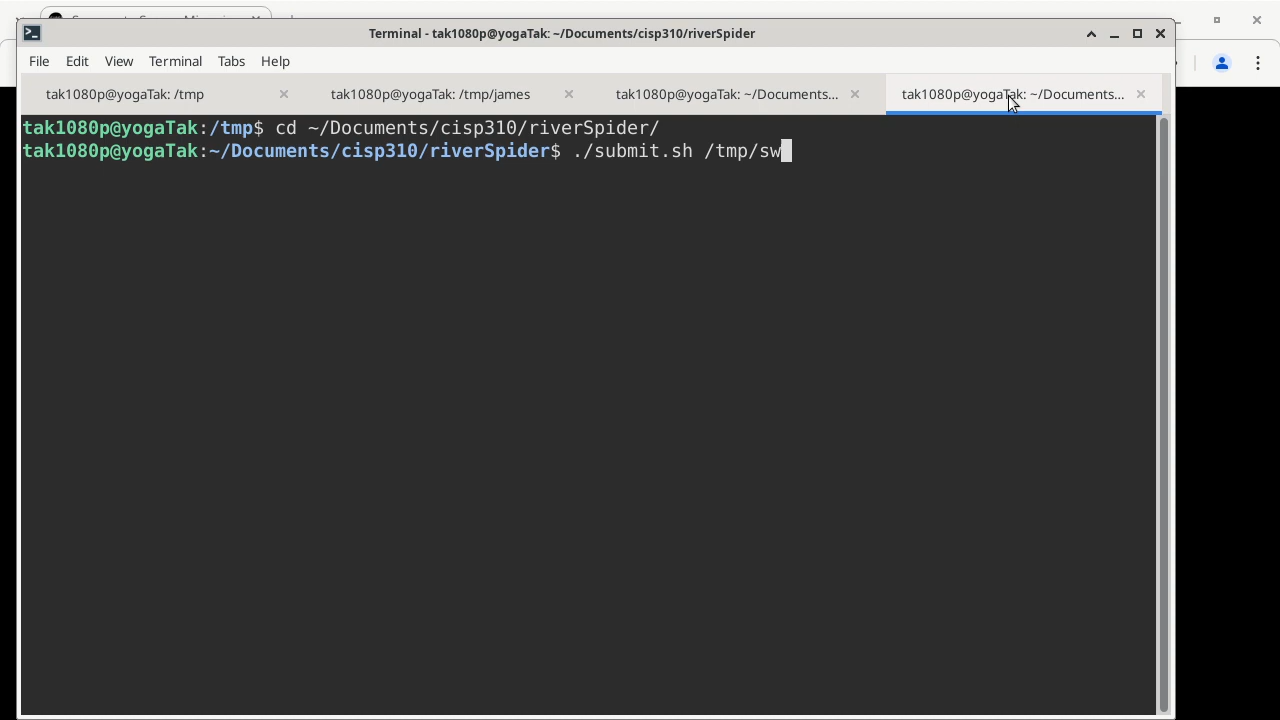 Terminal - tak1080p@yogaTak: ~/Documents/cisp310/riverSpider
File Edit View Terminal Tabs Help
tak1080p@yogaTak: /tmp tak1080p@yogaTak: /tmp/james tak1080p@yogaTak: ~/Documents... tak1080p@yogaTak: ~/Documents...
tak1080p@yogaTak:/tmp$ cd ~/Documents/cisp310/riverSpider/
tak1080p@yogaTak:~/Documents/cisp310/riverSpider$ ./submit.sh /tmp/sw